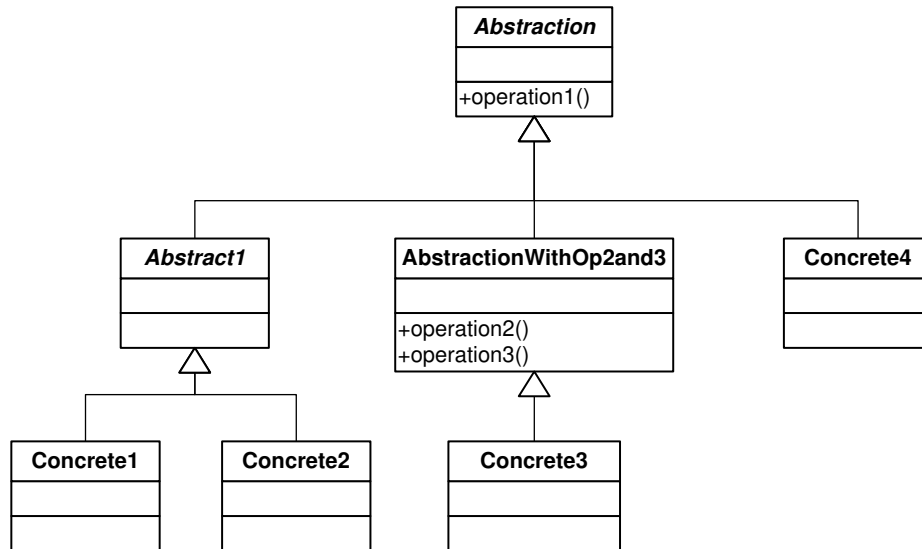 Abstraction
+operation1()
Abstract1
AbstractionWithOp2and3
+operation2()
+operation3()
Concrete4
Concrete1
Concrete2
Concrete3